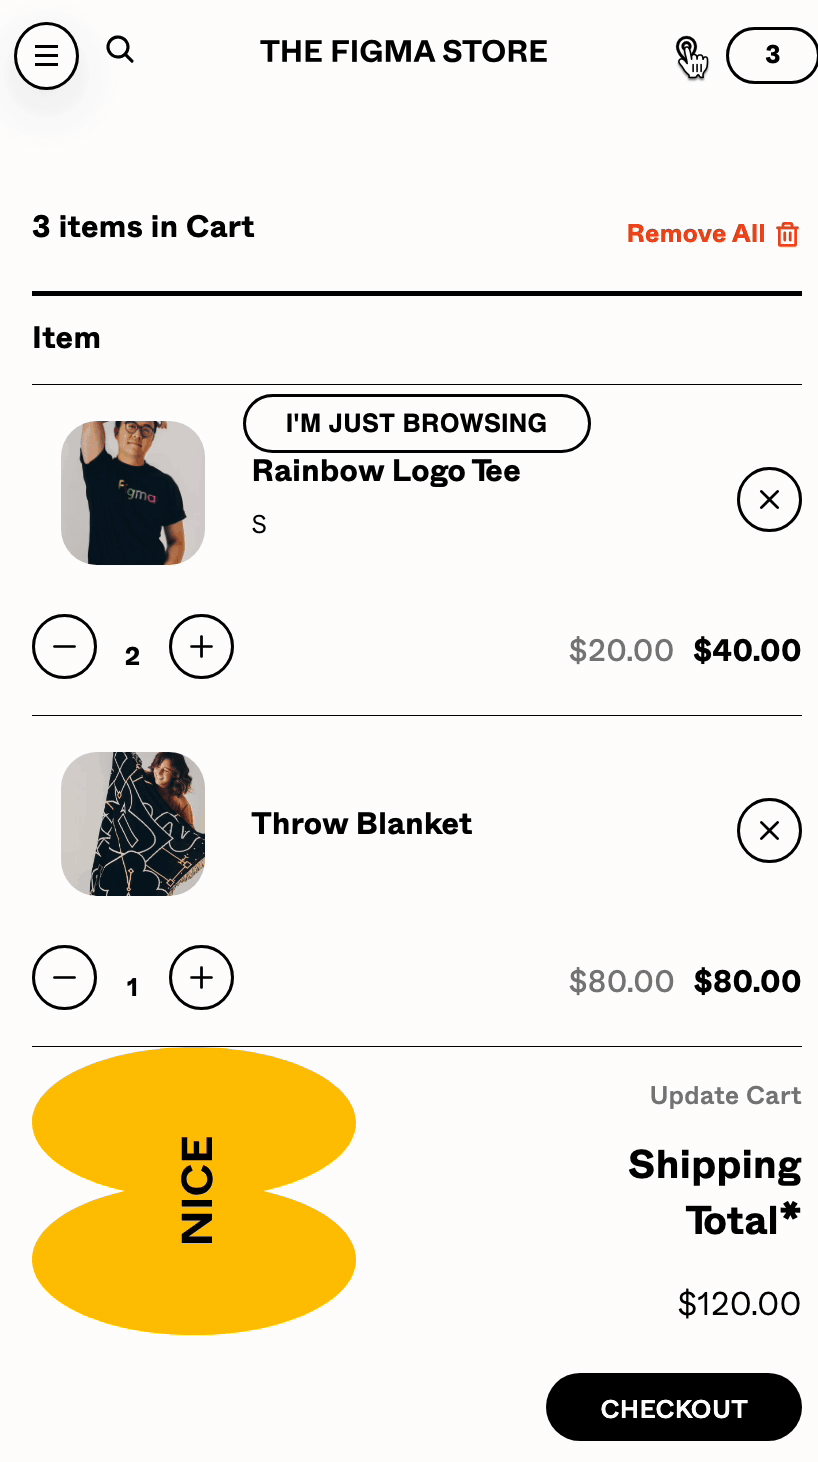 THE FIGMA STORE
3
3 items in Cart
Remove All
Item
I'M JUST BROWSING
Rainbow Logo Tee
S
Figma
2
$20.00 $40.00
Throw Blanket
1
$80.00 $80.00
Update Cart
NICE
Shipping
Total*
$120.00
CHECKOUT